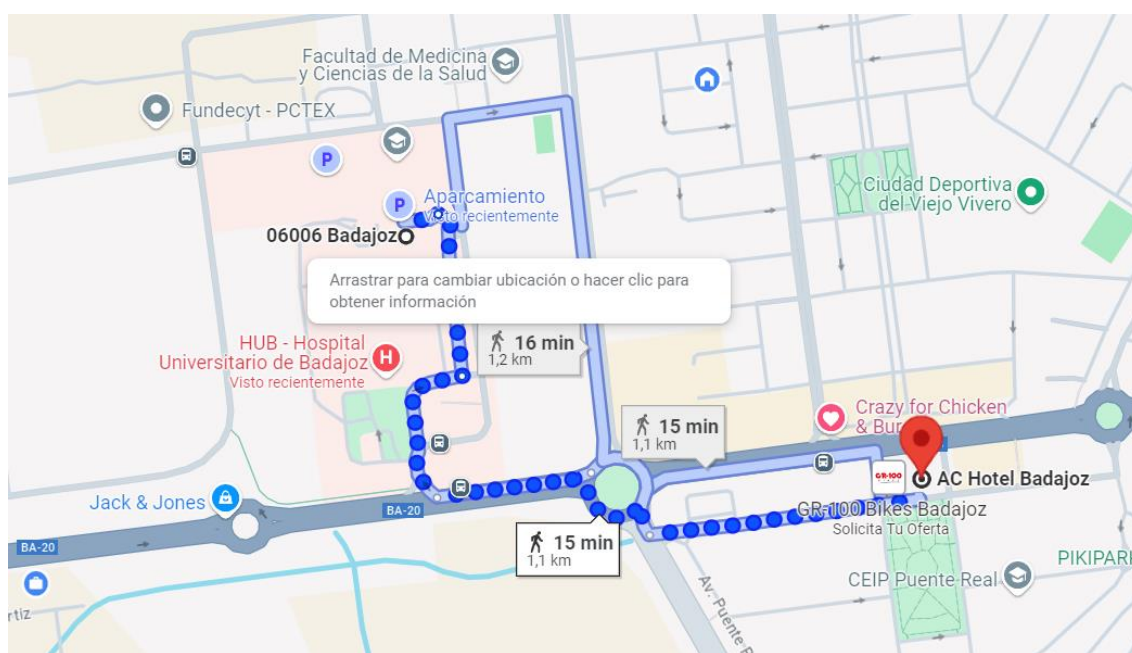 Facultad de Medicina
y Ciencias de la Salud
Fundecyt - PCTEX
P
P
Aparcamiento
Visto recientemente
06006 Badajoz
Ciudad Deportiva
del Viejo Vivero
Arrastrar para cambiar ubicación o hacer clic para
obtener información
16 min
1,2 km
HUB - Hospital
Universitario de Badajoz
Visto recientemente
H
15 min
1,1 km
Crazy for Chicken
& Bur
GR-100
AC Hotel Badajoz
Jack & Jones
BA-20
GR-100 Bikes Badajoz
Solicita Tu Oferta
BA-20
15 min
1,1 km
CEIP Puente Real
PIKIPARK
Av. Puente R
rtiz